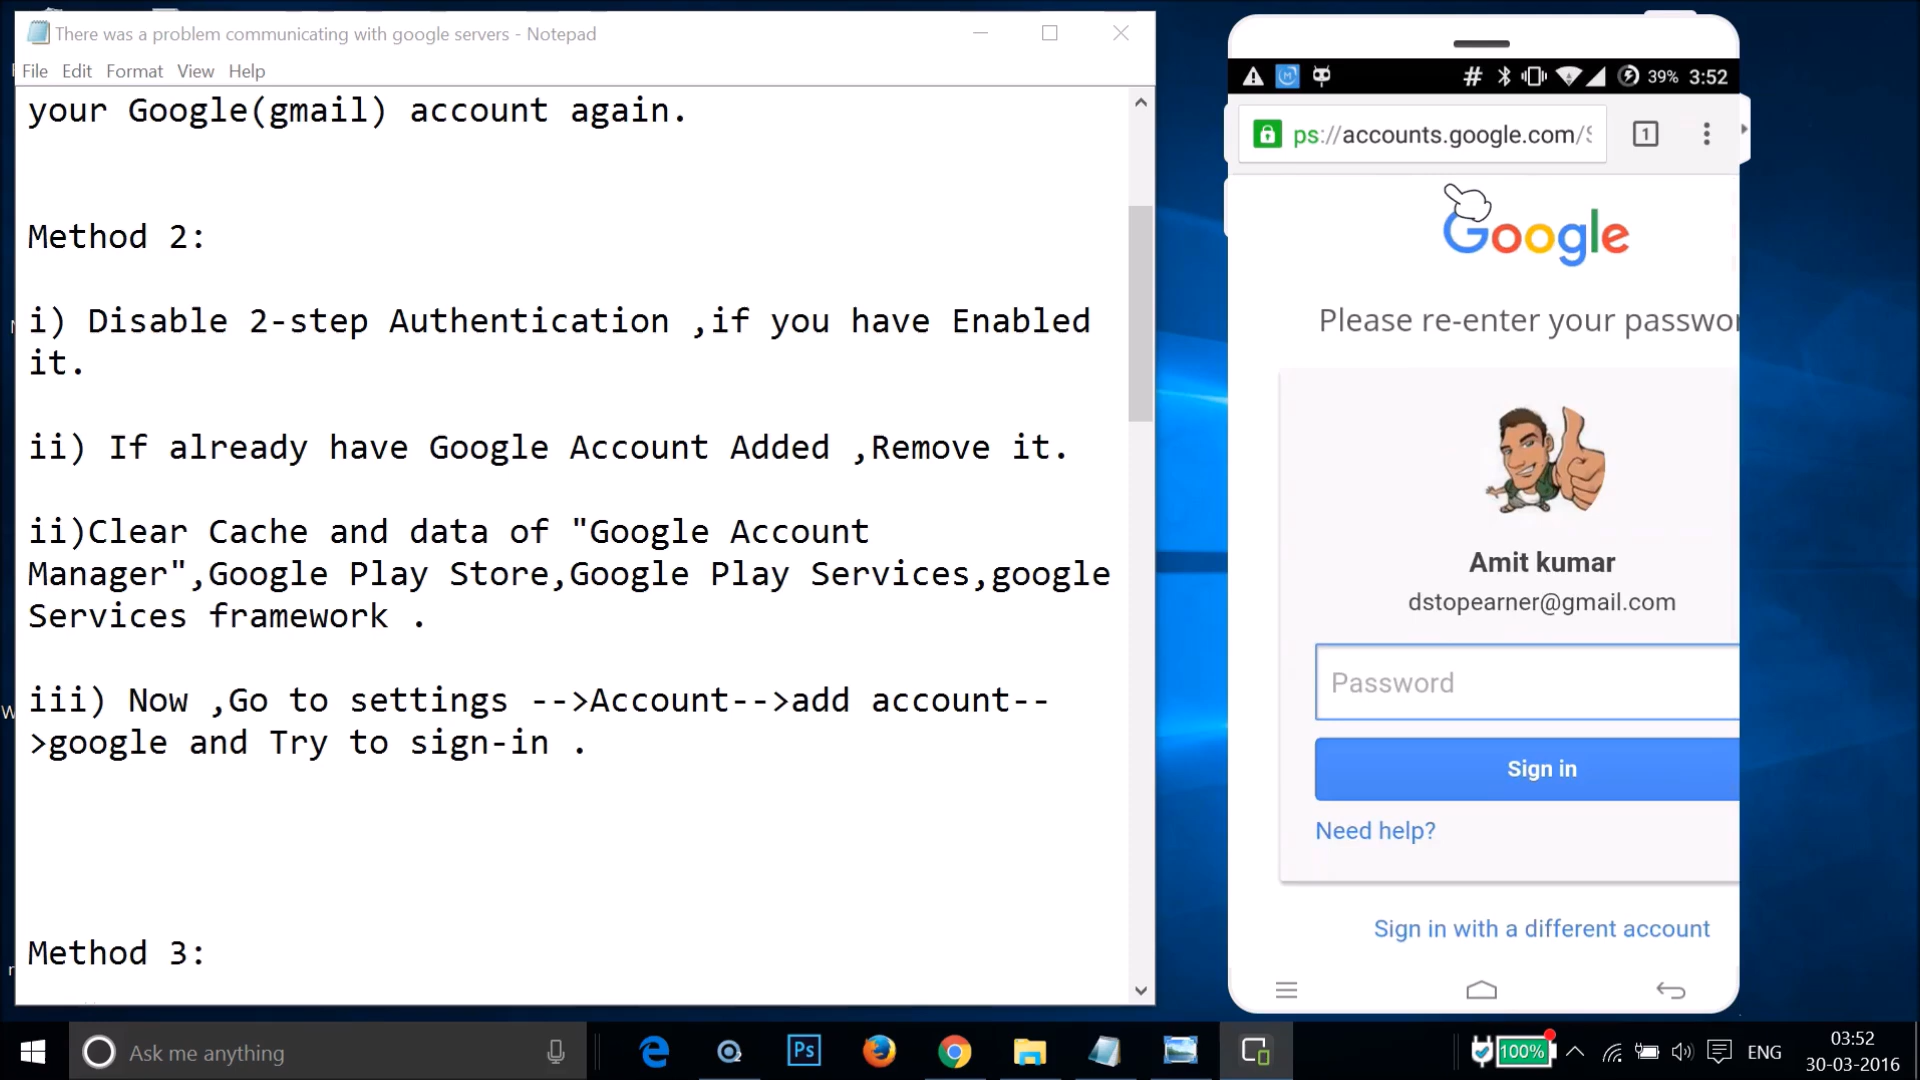 There was a problem communicating with google servers - Notepad
File Edit Format View Help
your Google(gmail) account again.
Method 2:
i) Disable 2-step Authentication ,if you have Enabled
it.
ii) If already have Google Account Added ,Remove it.
ii)Clear Cache and data of "Google Account
Manager",Google Play Store,Google Play Services,google
Services framework .
iii) Now ,Go to settings -->Account-->add account--
>google and Try to sign-in .
Method 3:
39% 3:52
ps://accounts.google.com/S
1
Google
Please re-enter your passwor
Amit kumar
dstopearner@gmail.com
Password
Sign in
Need help?
Sign in with a different account
Ask me anything
Ps
100%
ENG
03:52
30-03-2016